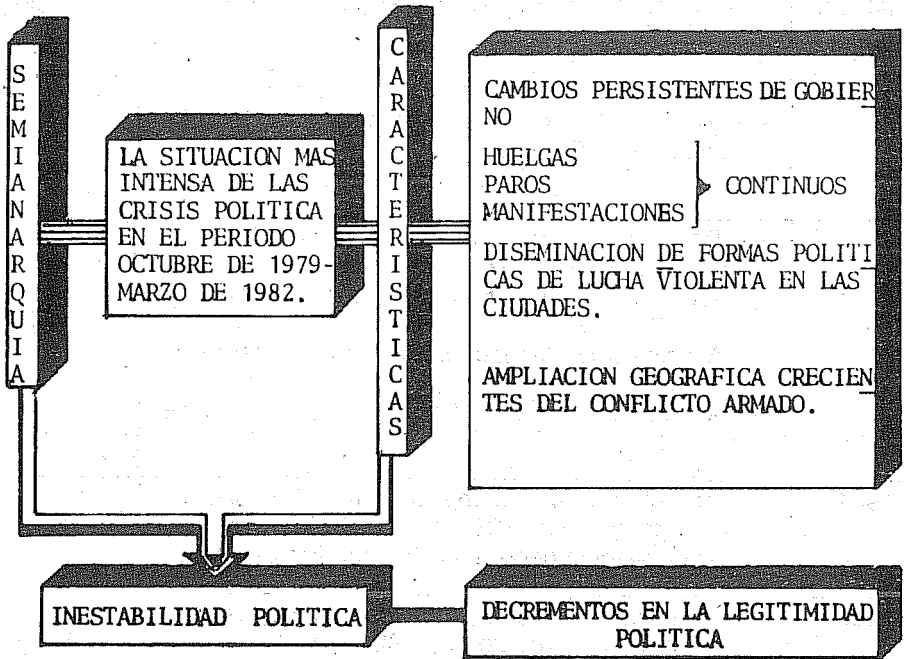 SEMIANARQUIA
LA SITUACION MAS
INTENSA DE LAS
CRISIS POLITICA
EN EL PERIODO
OCTUBRE DE 1979-
MARZO DE 1982.
CARACTERISTICAS
CAMBIOS PERSISTENTES DE GOBIER
NO
HUELGAS
PAROS
MANIFESTACIONES
CONTINUOS
DISEMINACION DE FORMAS POLITI
CAS DE LUCHA VIOLENTA EN LAS
CIUDADES.
AMPLIACION GEOGRAFICA CRECIEN
TES DEL CONFLICTO ARMADO.
INESTABILIDAD POLITICA
DECREMENTOS EN LA LEGITIMIDAD
POLITICA